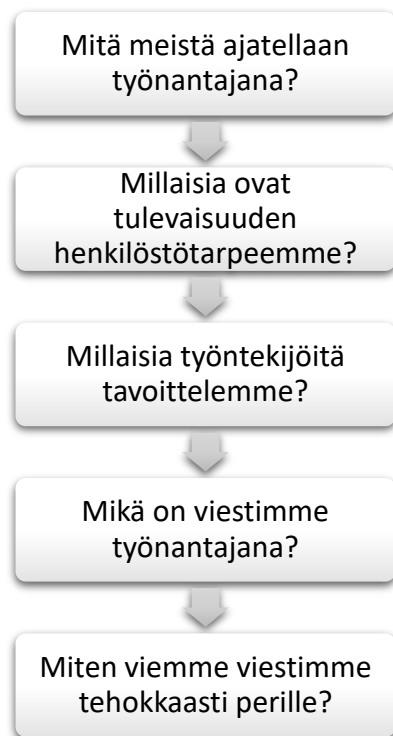 Mitä meistä ajatellaan
työnantajana?
Millaisia ovat
tulevaisuuden
henkilöstötarpeemme?
Millaisia työntekijöitä
tavoittelemme?
Mikä on viestimme
työnantajana?
Miten viemme viestimme
tehokkaasti perille?